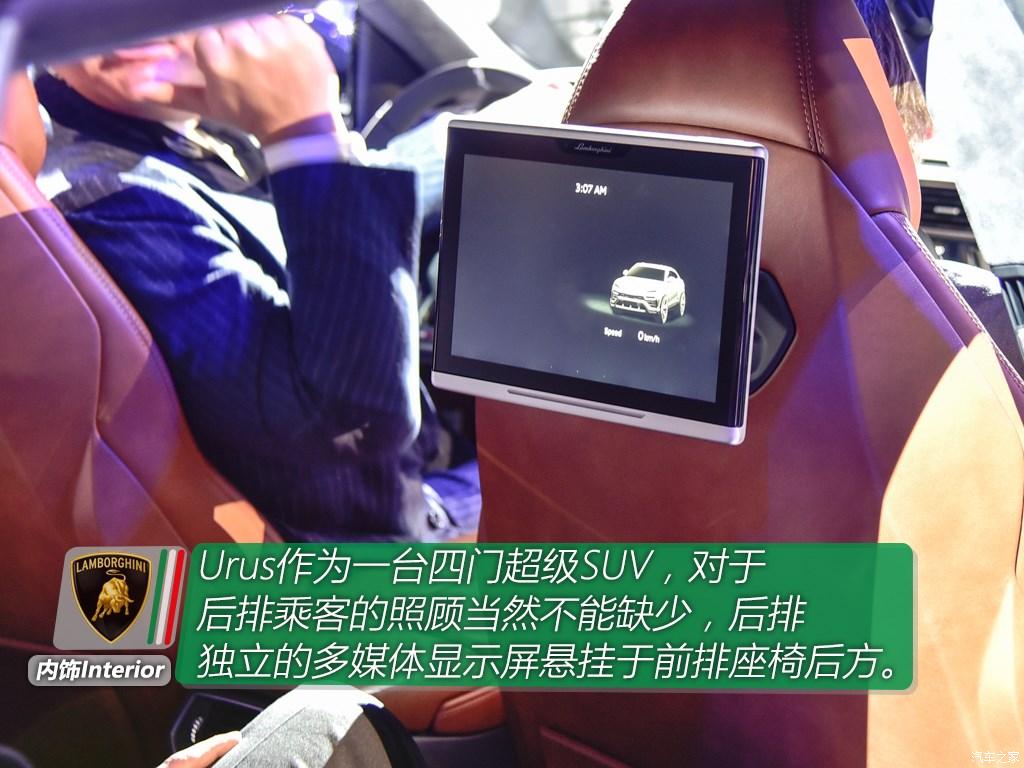 Lamborghini
3:07 AM
Speed 0 km/h
LAMBORGHINI
内饰Interior
Urus作为一台四门超级SUV，对于
后排乘客的照顾当然不能缺少，后排
独立的多媒体显示屏悬挂于前排座椅后方。
汽车之家